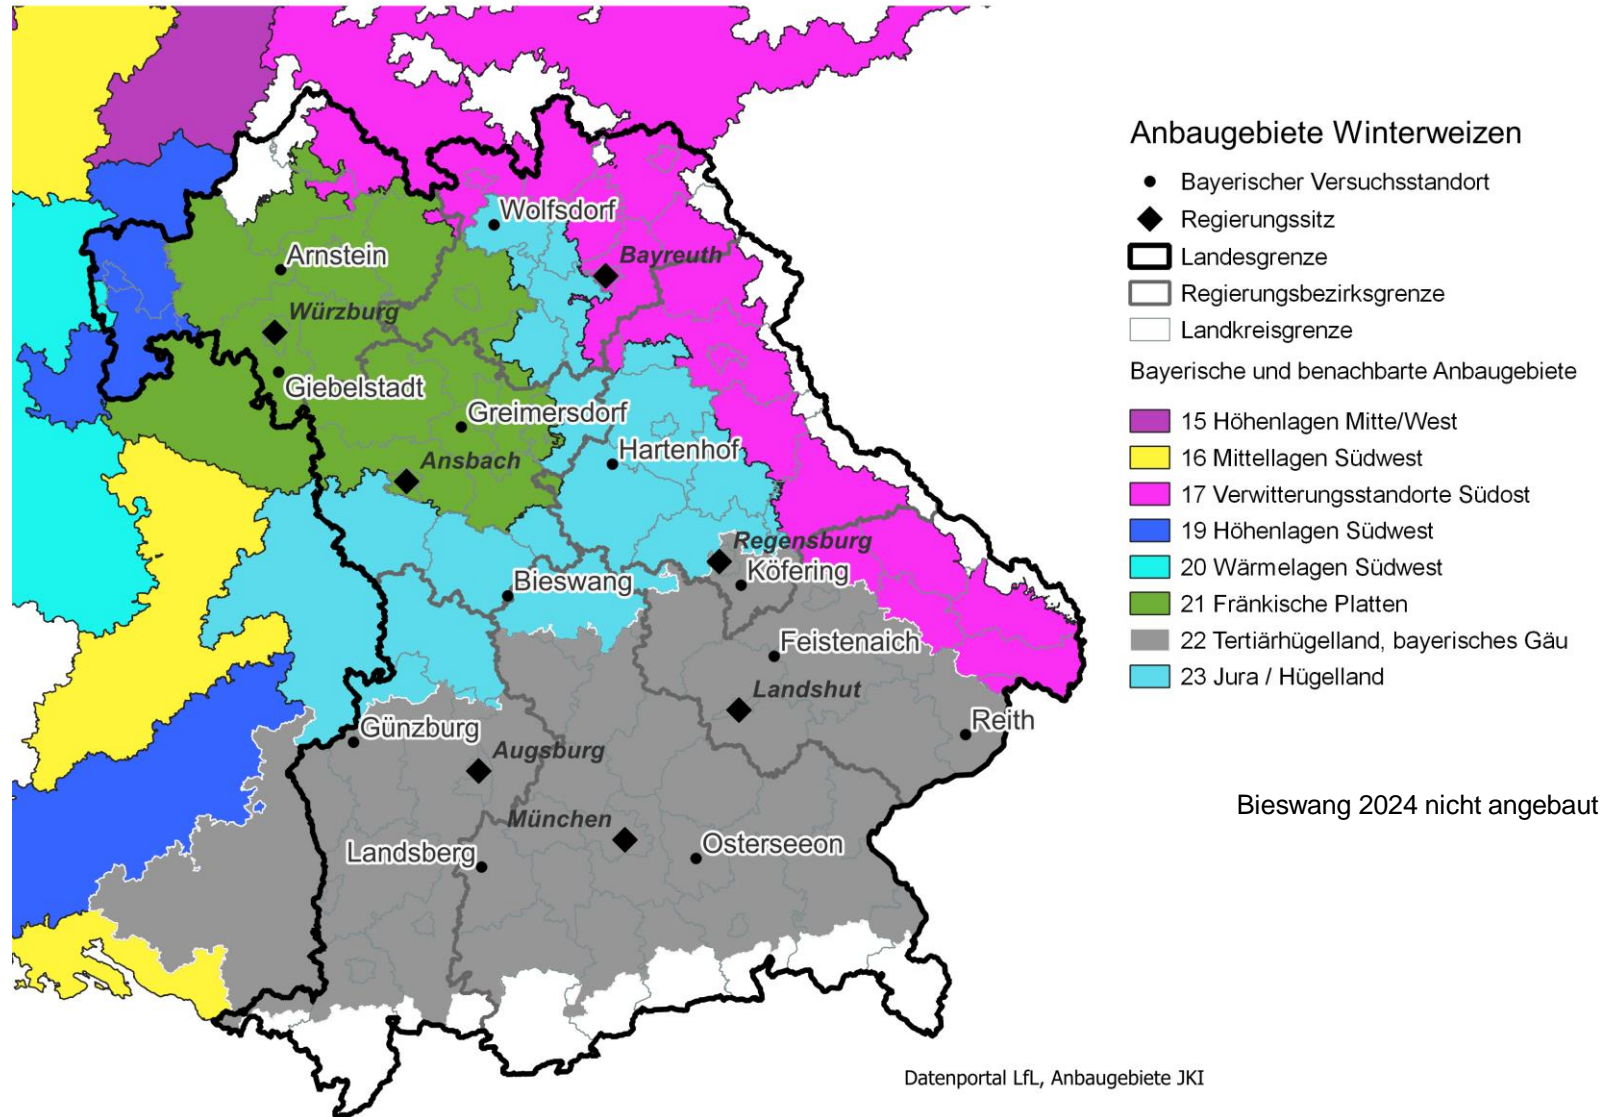 Anbaugebiete Winterweizen
Bayerischer Versuchsstandort
Regierungssitz
Landesgrenze
Regierungsbezirksgrenze
Landkreisgrenze
Bayerische und benachbarte Anbaugebiete
15 Höhenlagen Mitte/West
16 Mittellagen Südwest
17 Verwitterungsstandorte Südost
19 Höhenlagen Südwest
20 Wärmelagen Südwest
21 Fränkische Platten
22 Tertiärhügelland, bayerisches Gäu
23 Jura / Hügelland
Wolfsdorf
Arnstein
Bayreuth
Würzburg
Giebelstadt
Greimersdorf
Hartenhof
Ansbach
Regensburg
Bieswang
Köfering
Feistenaich
Landshut
Reith
Günzburg
Augsburg
München
Osterseeon
Landsberg
Bieswang 2024 nicht angebaut
Datenportal LfL, Anbaugebiete JKI